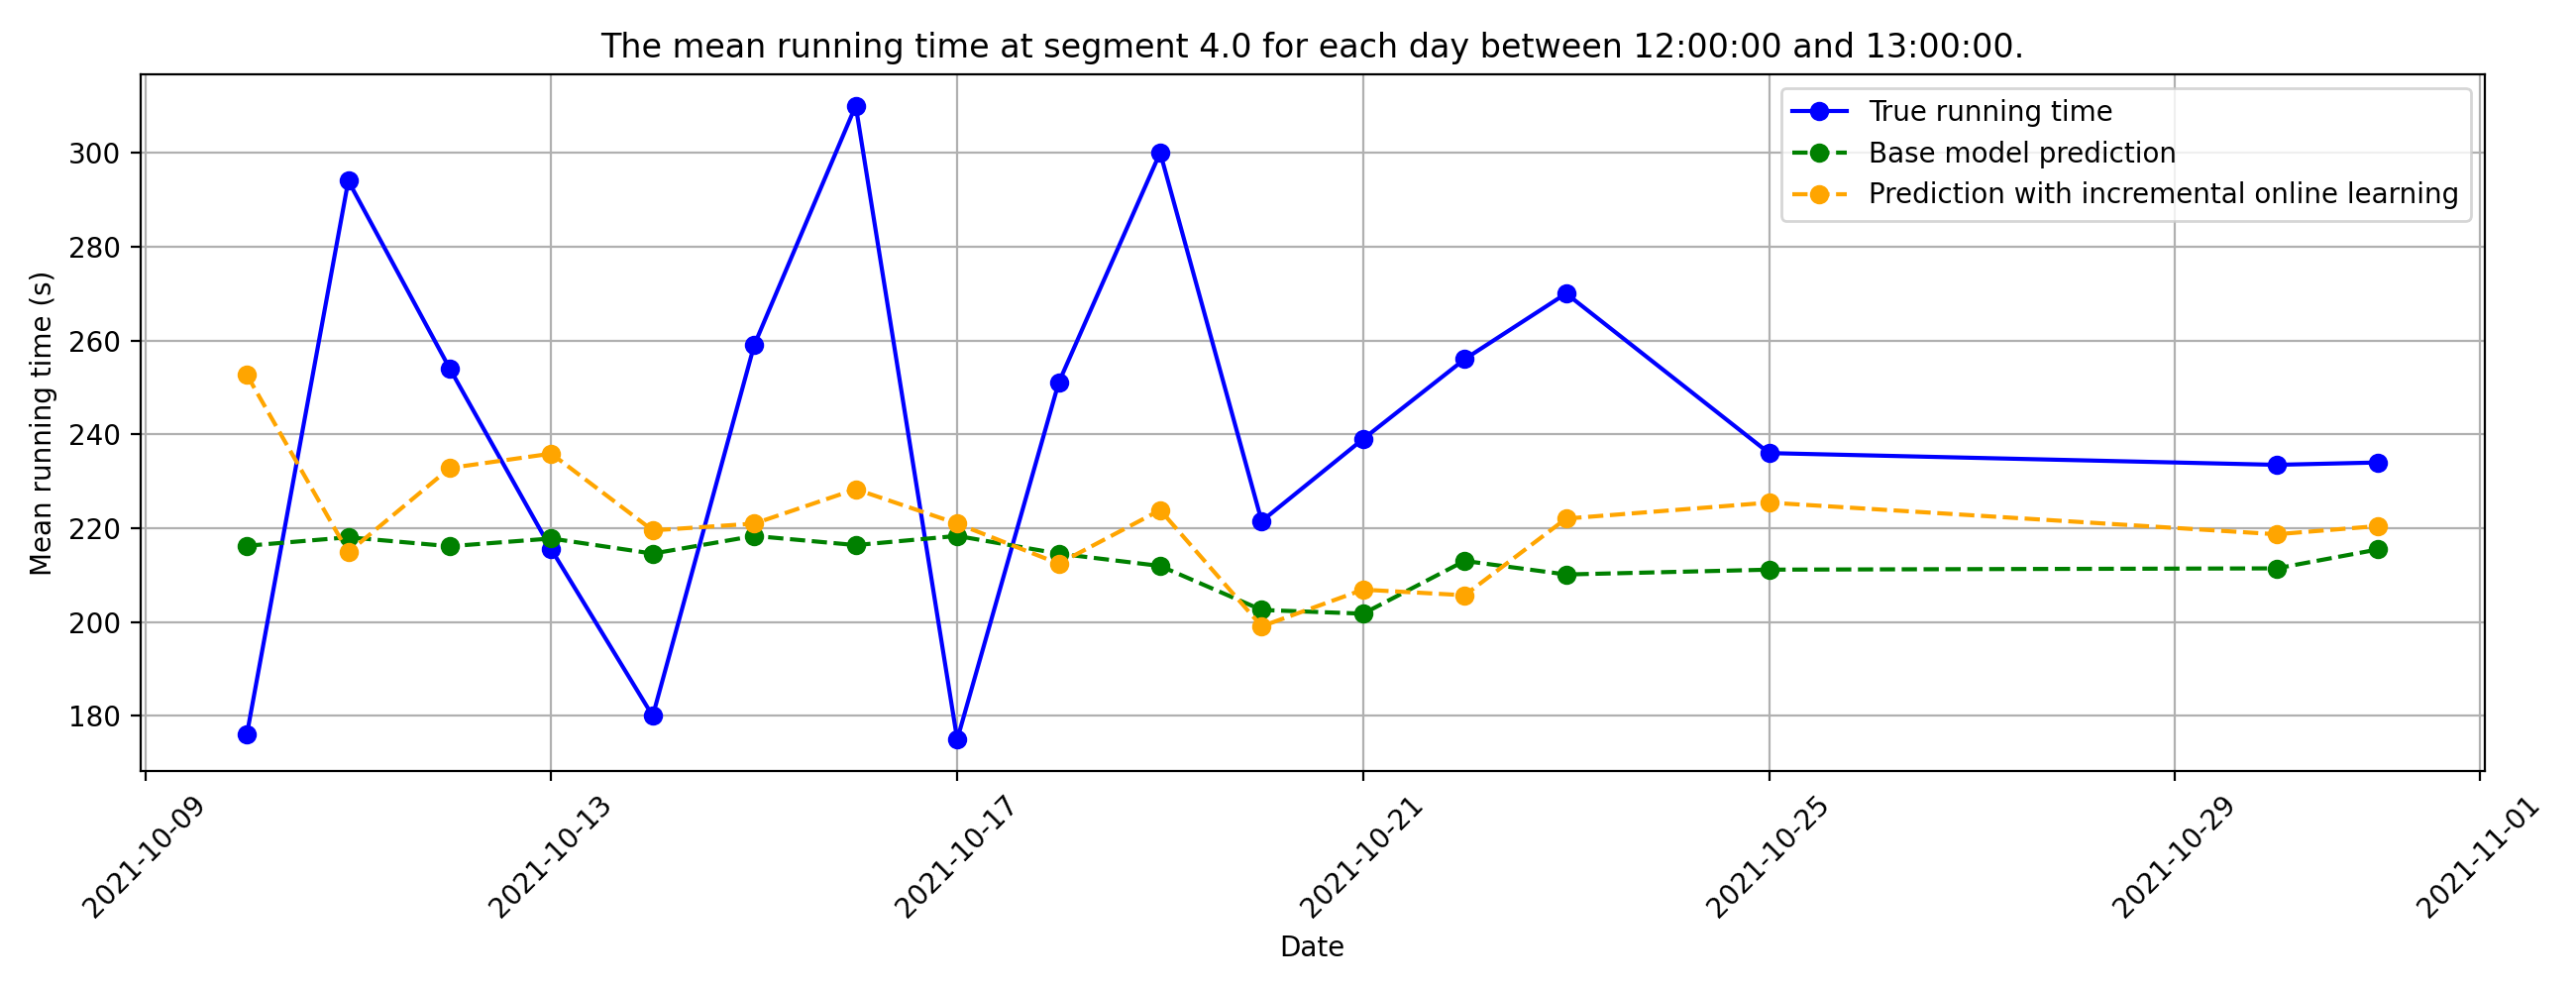 The mean running time at segment 4.0 for each day between 12:00:00 and 13:00:00.
True running time
Base model prediction
Prediction with incremental online learning
Mean running time (s)
300
280
260
240
220
200
180
2021-10-09
2021-10-13
2021-10-17
2021-10-21
2021-10-25
2021-10-29
2021-11-01
Date